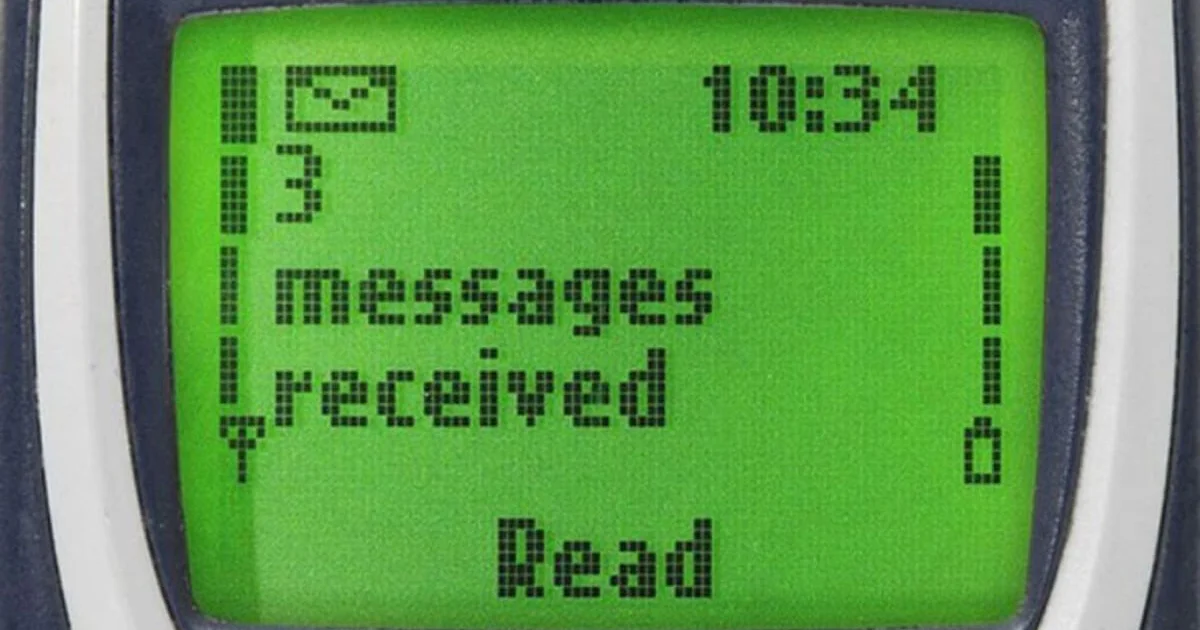 10:34
3
messages
received
Read